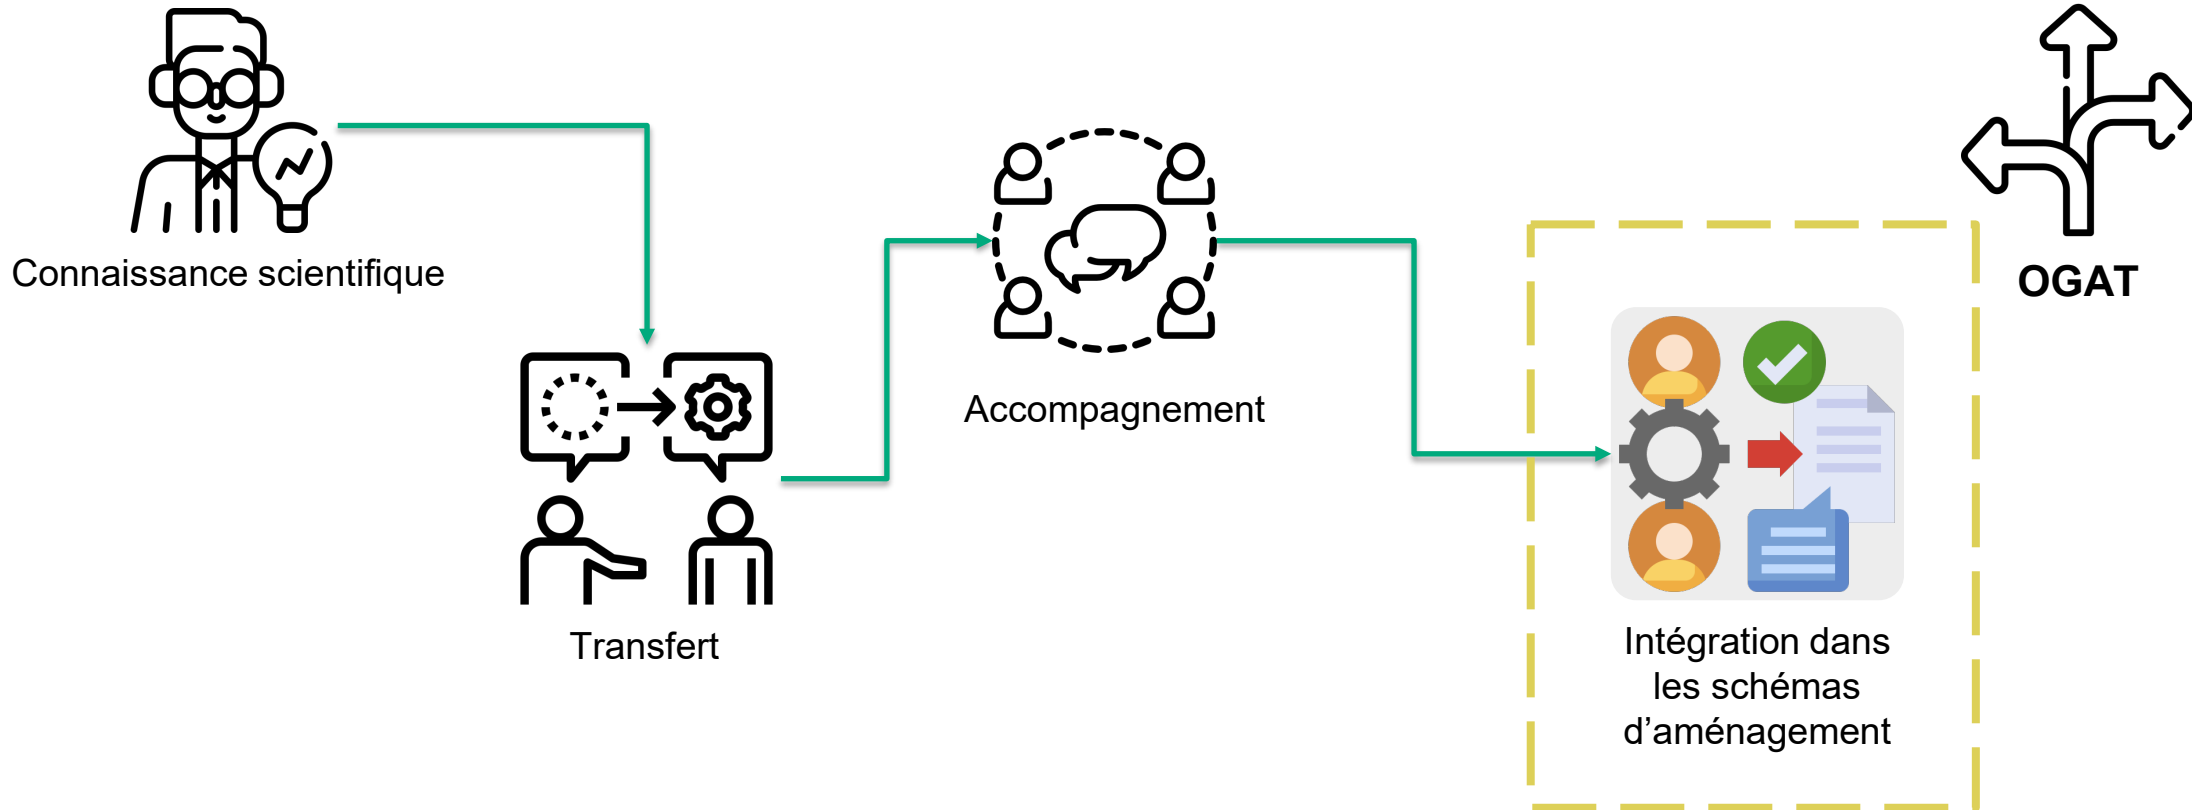 Connaissance scientifique
Transfert
Accompagnement
OGAT
Intégration dans
les schémas
d’aménagement